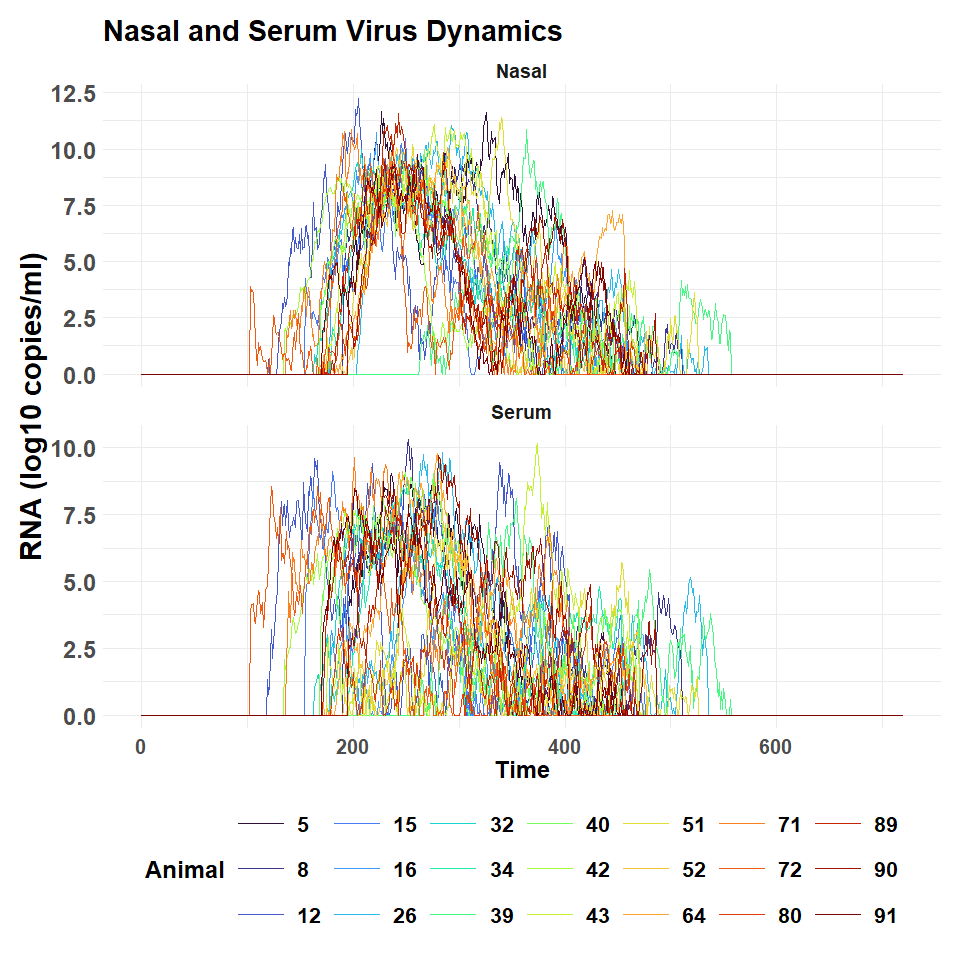 Nasal and Serum Virus Dynamics
Nasal
12.5
10.0
7.5
5.0
2.5
0.0
RNA (log10 copies/ml)
Serum
10.0
7.5
5.0
2.5
0.0
0 200 400 600
Time
5 15 32 40 51 71 89
Animal 8 16 34 42 52 72 90
12 26 39 43 64 80 91